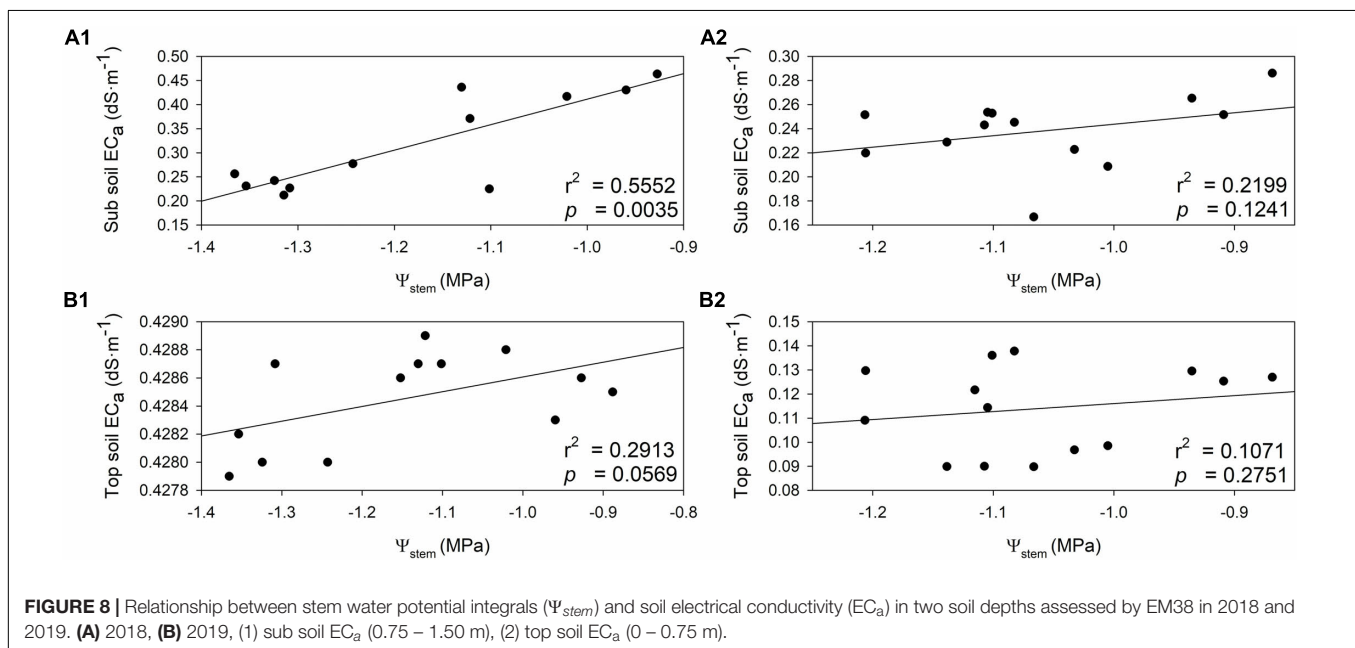 A1
Sub soil ECa (dS·m-1)
0.50
0.45
0.40
0.35
0.30
0.25
0.20
0.15
r2 = 0.5552
p = 0.0035
-1.4 -1.3 -1.2 -1.1 -1.0 -0.9
Ψstem (MPa)
A2
Sub soil ECa (dS·m-1)
0.30
0.28
0.26
0.24
0.22
0.20
0.18
0.16
r2 = 0.2199
p = 0.1241
-1.2 -1.1 -1.0 -0.9
Ψstem (MPa)
B1
Top soil ECa (dS·m-1)
0.4290
0.4288
0.4286
0.4284
0.4282
0.4280
0.4278
r2 = 0.2913
p = 0.0569
-1.4 -1.3 -1.2 -1.1 -1.0 -0.9 -0.8
Ψstem (MPa)
B2
Top soil ECa (dS·m-1)
0.15
0.14
0.13
0.12
0.11
0.10
0.09
0.08
r2 = 0.1071
p = 0.2751
-1.2 -1.1 -1.0 -0.9
Ψstem (MPa)
FIGURE 8 | Relationship between stem water potential integrals (Ψstem) and soil electrical conductivity (ECa) in two soil depths assessed by EM38 in 2018 and
2019. (A) 2018, (B) 2019, (1) sub soil ECa (0.75 – 1.50 m), (2) top soil ECa (0 – 0.75 m).